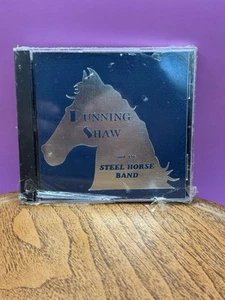 DUNNING
SHAW
and the
STEEL HORSE
BAND